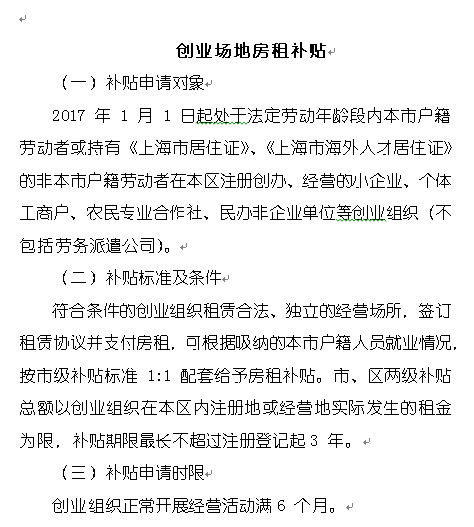 创业场地房租补贴
（一）补贴申请对象
2017 年 1 月 1 日起处于法定劳动年龄段内本市户籍
劳动者或持有《上海市居住证》、《上海市海外人才居住证》
的非本市户籍劳动者在本区注册创办、经营的小企业、个体
工商户、农民专业合作社、民办非企业单位等创业组织（不
包括劳务派遣公司）。
（二）补贴标准及条件
符合条件的创业组织租赁合法、独立的经营场所，签订
租赁协议并支付房租，可根据吸纳的本市户籍人员就业情况，
按市级补贴标准 1:1 配套给予房租补贴。市、区两级补贴
总额以创业组织在本区内注册地或经营地实际发生的租金
为限，补贴期限最长不超过注册登记起 3 年。
（三）补贴申请时限
创业组织正常开展经营活动满 6 个月。